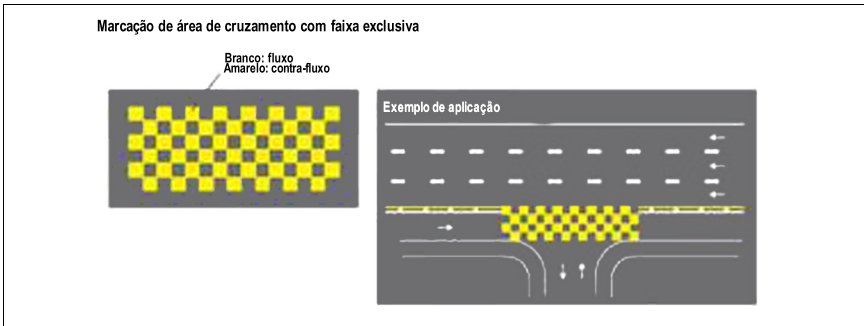 Marcação de área de cruzamento com faixa exclusiva
Branco: fluxo
Amarelo: contra-fluxo
Exemplo de aplicação